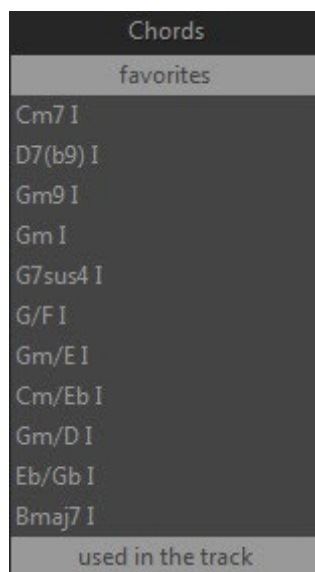 Chords
favorites
Cm7 I
D7(b9) I
Gm9 I
Gm I
G7sus4 I
G/F I
Gm/E I
Cm/Eb I
Gm/D I
Eb/Gb I
Bmaj7 I
used in the track